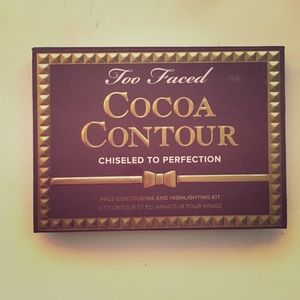 Too Faced
COCOA
CONTOUR
CHISELED TO PERFECTION
FACE CONTOURING AND HIGHLIGHTING KIT
KIT CONTOUR ET ILLUMINATEUR POUR VISAGE